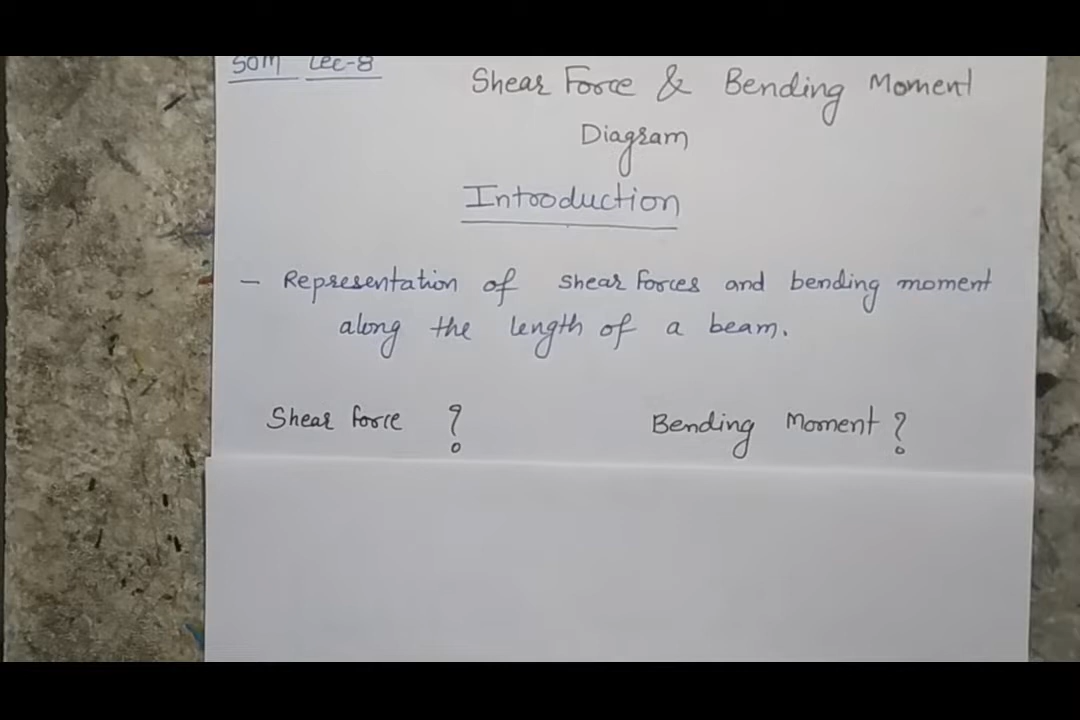 SOM Lec-8
Shear Force & Bending Moment
Diagram
Introduction
- Representation of shear forces and bending moment
along the length of a beam.
Shear force ? Bending Moment ?